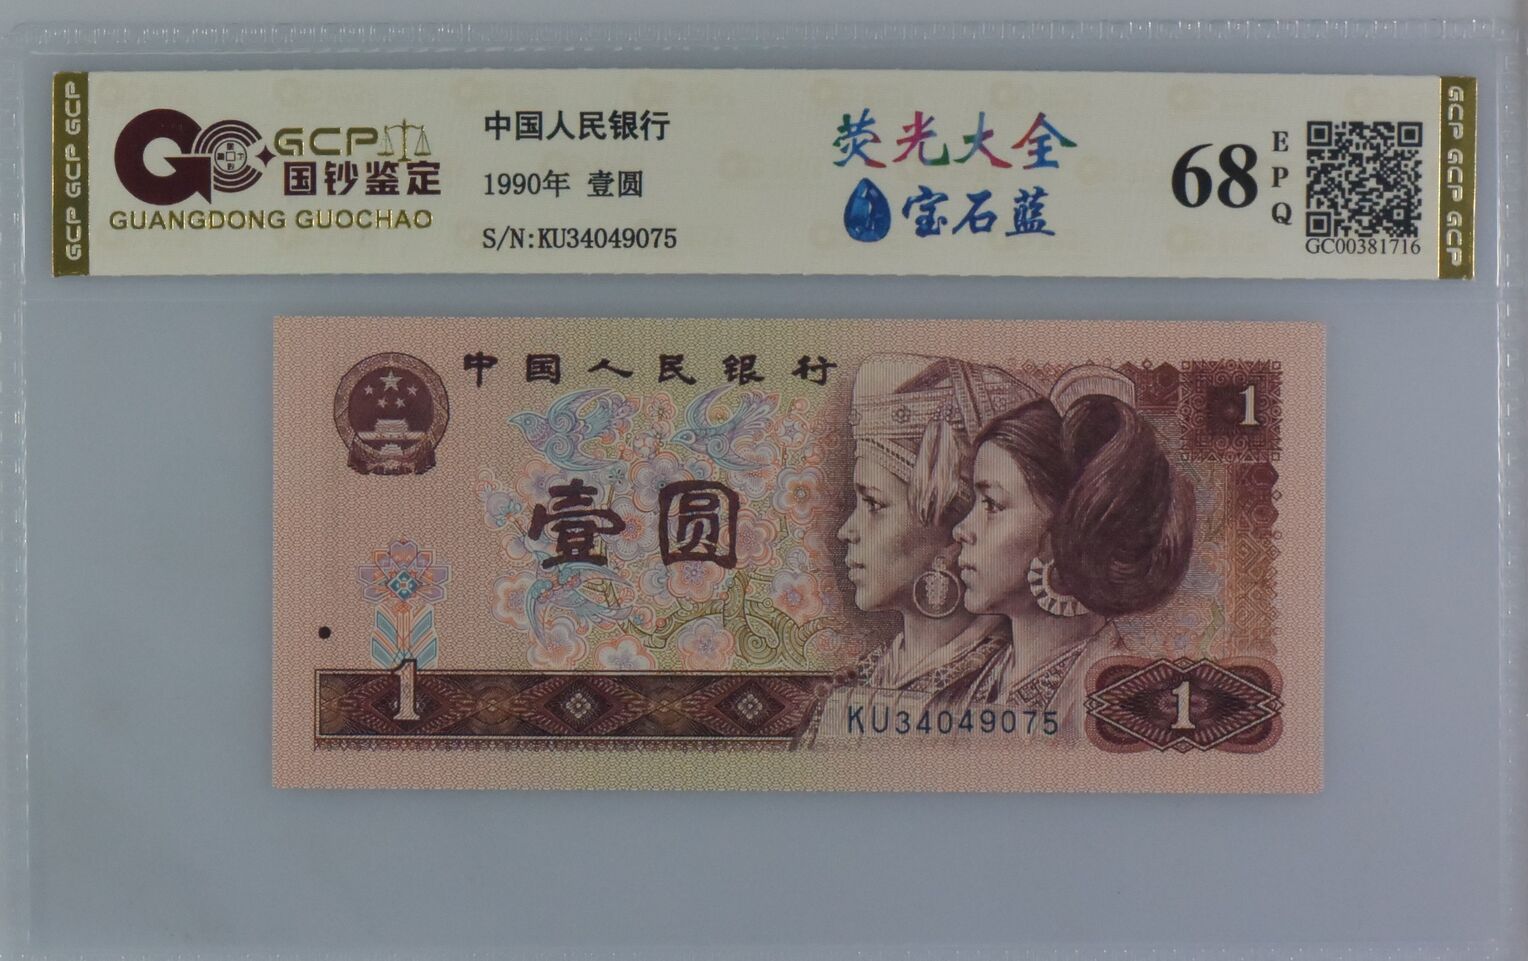 GCP GCP GCP
GCP
国钞鉴定
GUANGDONG GUOCHAO
中国人民银行
1990年 壹圆
S/N:KU34049075
荧光大全
宝石蓝
68
EPQ
GC00381716
GCP GCP GCP
中国人民银行
1
壹圆
1
KU34049075
1